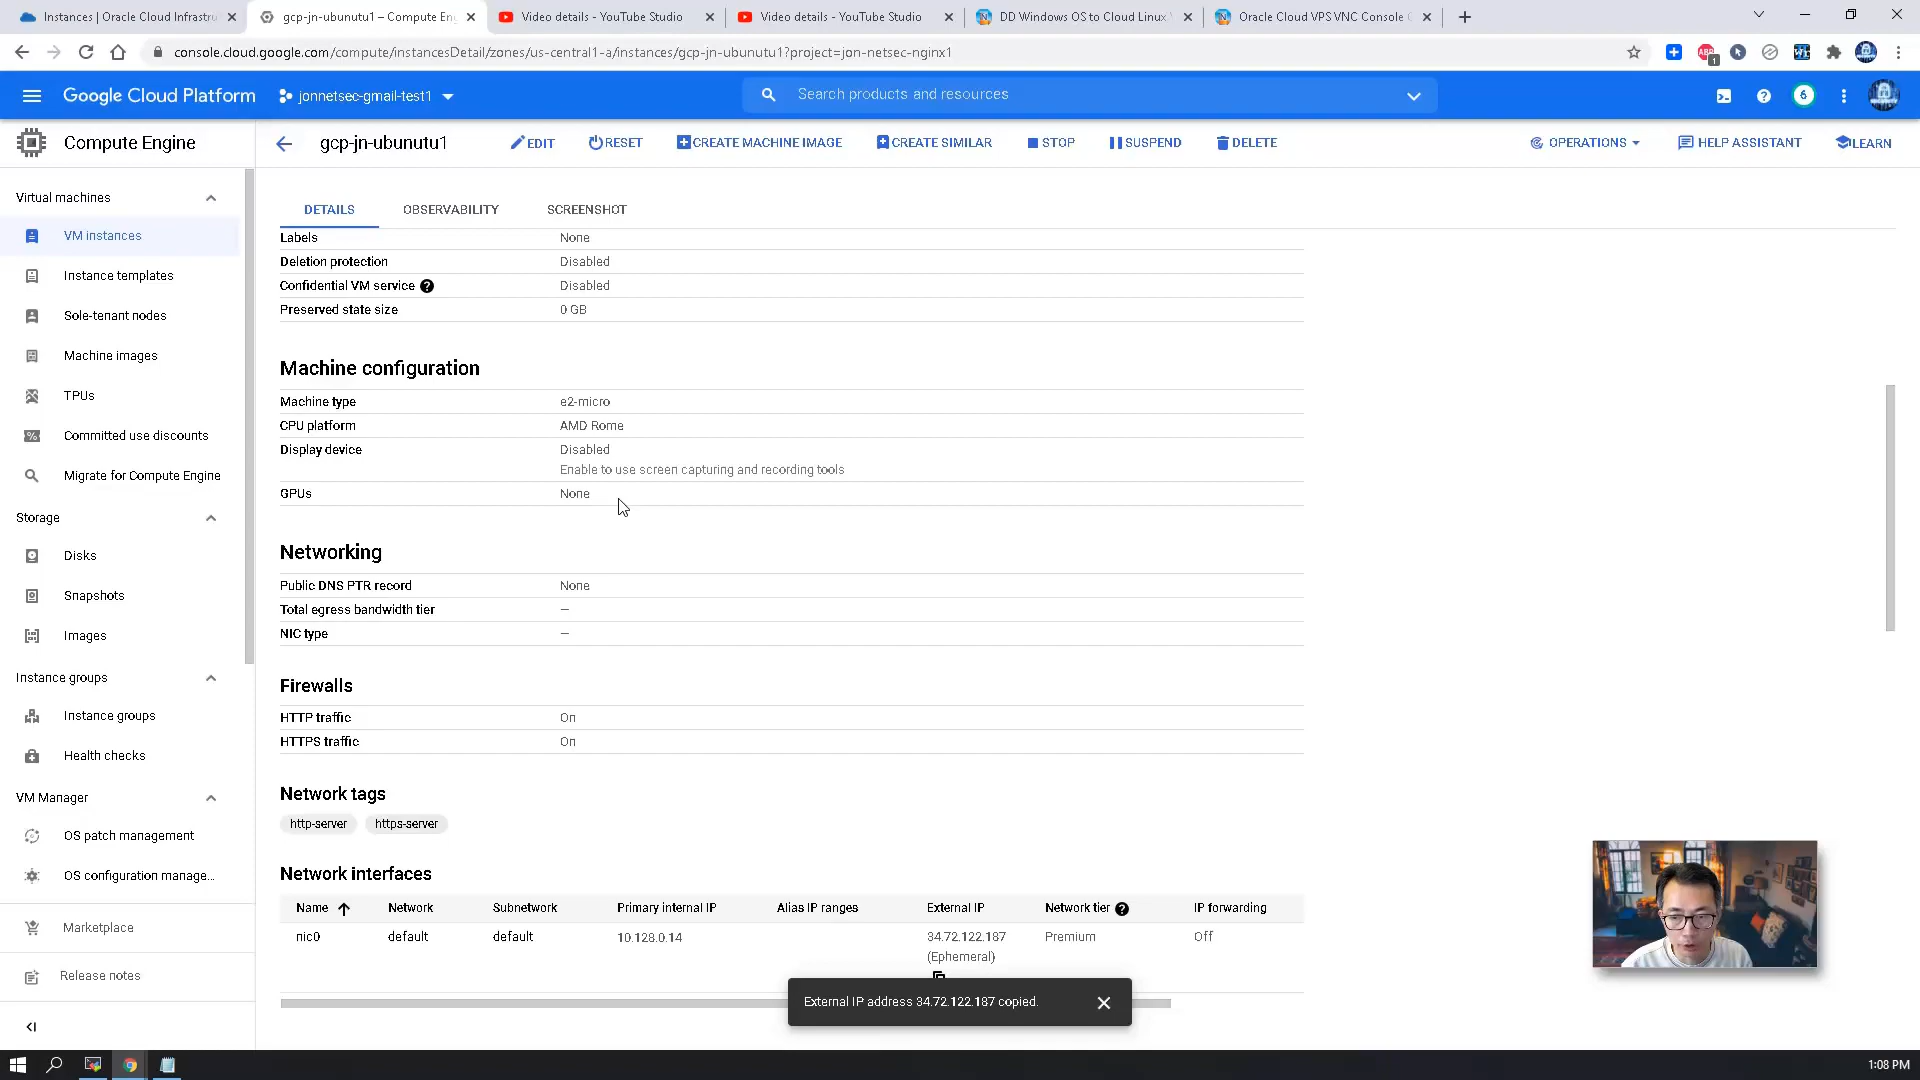 Instances | Oracle Cloud Infrastru
gcp-jn-ubunutu1 – Compute En
Video details - YouTube Studio
Video details - YouTube Studio
DD Windows OS to Cloud Linux
Oracle Cloud VPS VNC Console
console.cloud.google.com/compute/instancesDetail/zones/us-central1-a/instances/gcp-jn-ubunutu1?project=jon-netsec-nginx1
ABP
1
Google Cloud Platform
jonnetsec-gmail-test1
Search products and resources
6
Compute Engine
gcp-jn-ubunutu1
EDIT
RESET
CREATE MACHINE IMAGE
CREATE SIMILAR
STOP
SUSPEND
DELETE
OPERATIONS
HELP ASSISTANT
LEARN
Virtual machines
VM instances
Instance templates
Sole-tenant nodes
Machine images
TPUs
Committed use discounts
Migrate for Compute Engine
Storage
Disks
Snapshots
Images
Instance groups
Instance groups
Health checks
VM Manager
OS patch management
OS configuration manage...
Marketplace
Release notes
DETAILS OBSERVABILITY SCREENSHOT
Labels None
Deletion protection Disabled
Confidential VM service ? Disabled
Preserved state size 0 GB
Machine configuration
Machine type e2-micro
CPU platform AMD Rome
Display device Disabled
Enable to use screen capturing and recording tools
GPUs None
Networking
Public DNS PTR record None
Total egress bandwidth tier —
NIC type —
Firewalls
HTTP traffic On
HTTPS traffic On
Network tags
http-server https-server
Network interfaces
Name Network Subnetwork Primary internal IP Alias IP ranges External IP Network tier ? IP forwarding
nic0 default default 10.128.0.14 34.72.122.187 Premium Off
(Ephemeral)
External IP address 34.72.122.187 copied.
1:08 PM